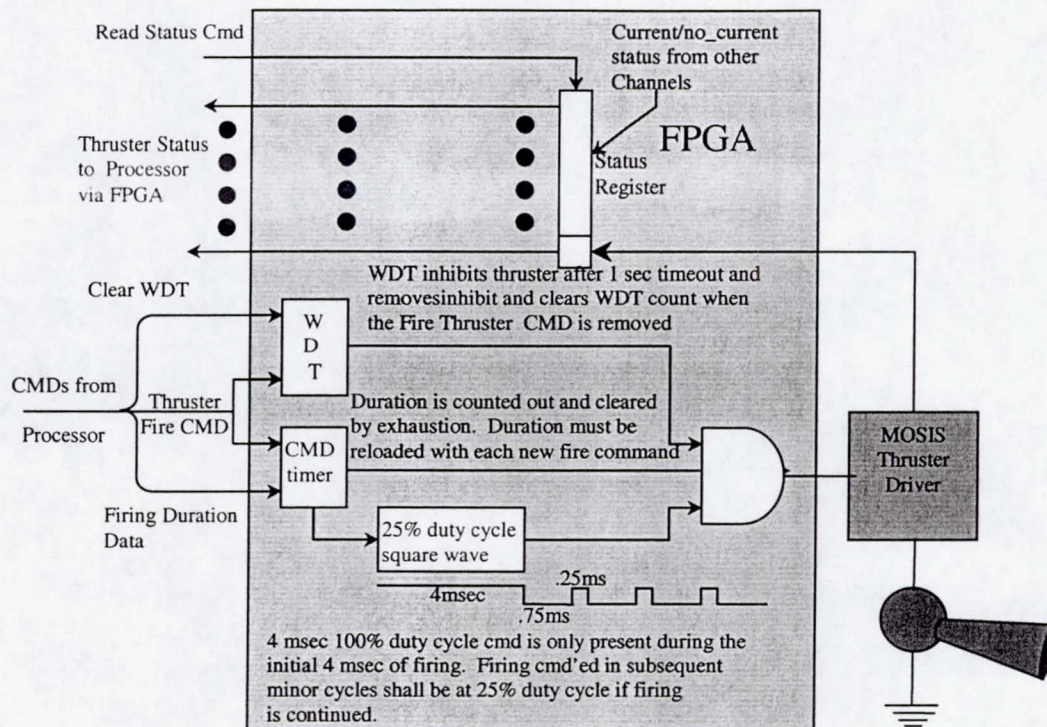 Read Status Cmd
Current/no_current
status from other
Channels
FPGA
Thruster Status
to Processor
via FPGA
Status
Register
WDT inhibits thruster after 1 sec timeout and
removesinhibit and clears WDT count when
the Fire Thruster CMD is removed
Clear WDT
W
D
T
CMDs from
Processor
Thruster
Fire CMD
Duration is counted out and cleared
by exhaustion. Duration must be
reloaded with each new fire command
CMD
timer
MOSIS
Thruster
Driver
Firing Duration
Data
25% duty cycle
square wave
4msec
.25ms
.75ms
4 msec 100% duty cycle cmd is only present during the
initial 4 msec of firing. Firing cmd'ed in subsequent
minor cycles shall be at 25% duty cycle if firing
is continued.